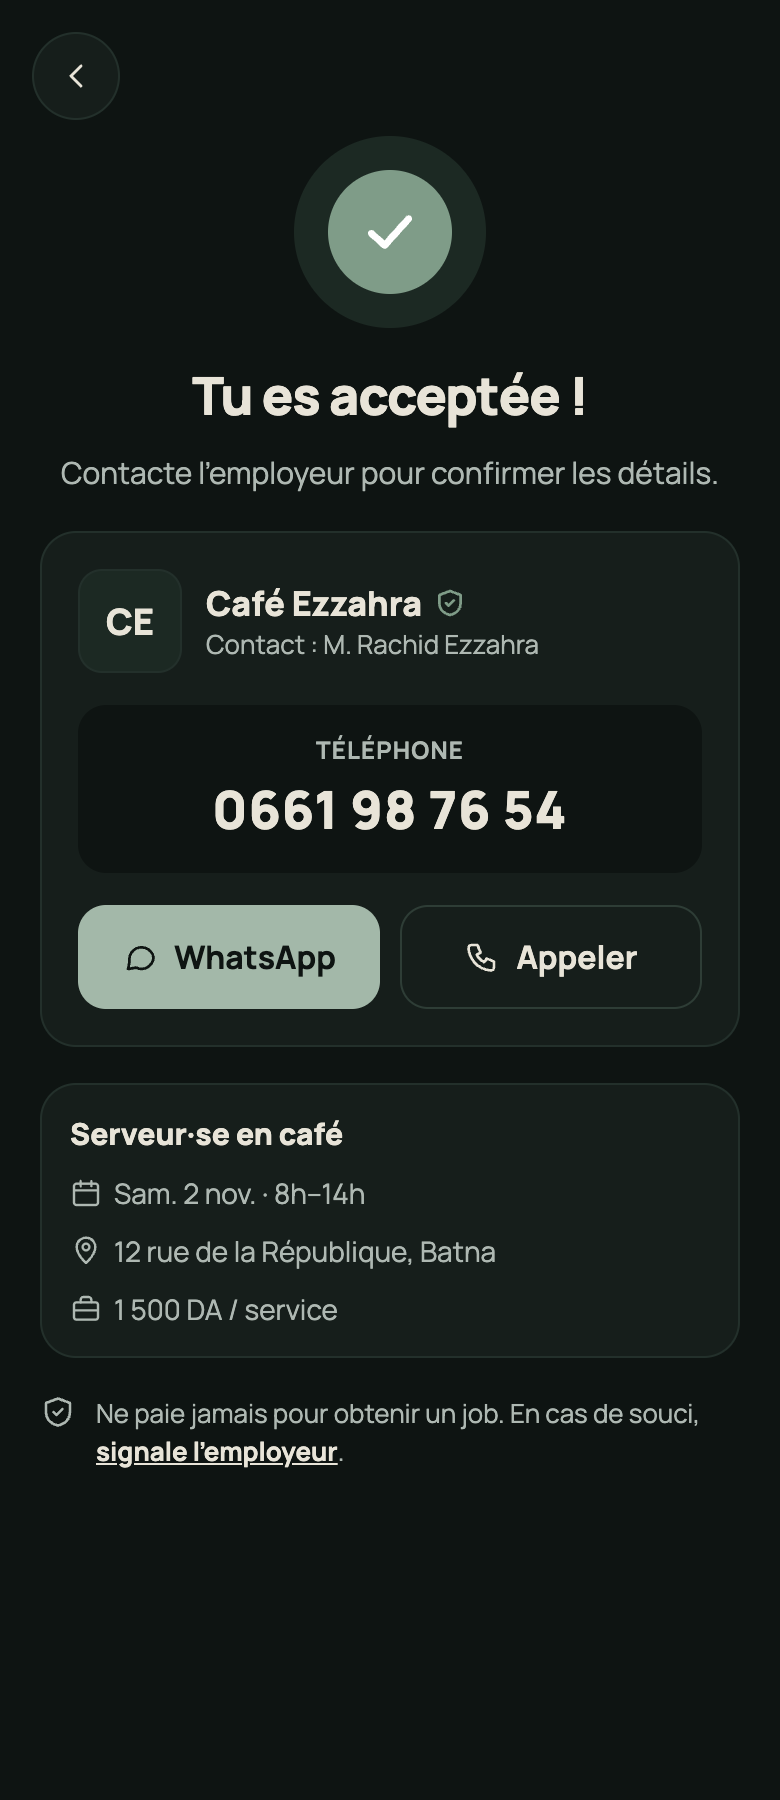 Tu es acceptée !
Contacte l’employeur pour confirmer les détails.
CE
Café Ezzahra
Contact : M. Rachid Ezzahra
TÉLÉPHONE
0661 98 76 54
WhatsApp
Appeler
Serveur·se en café
Sam. 2 nov. · 8h–14h
12 rue de la République, Batna
1 500 DA / service
Ne paie jamais pour obtenir un job. En cas de souci,
signale l’employeur.